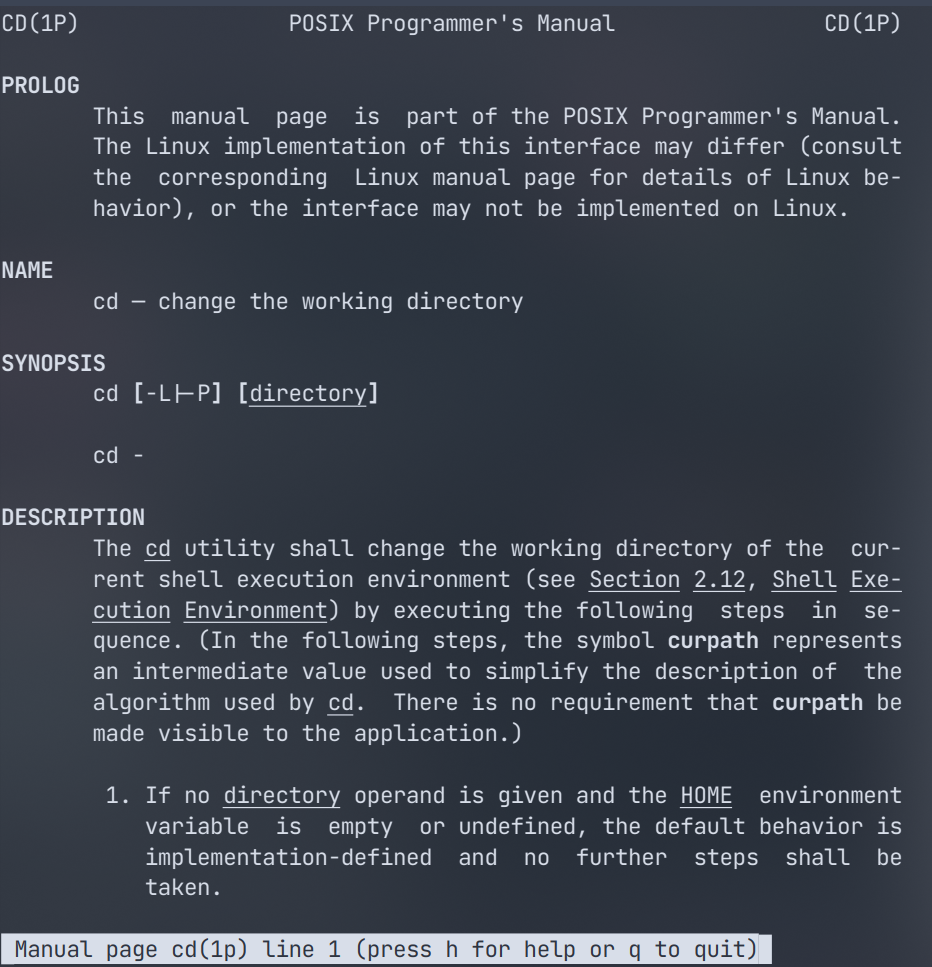 CD(1P)                POSIX Programmer's Manual                CD(1P)
PROLOG
This manual page is part of the POSIX Programmer's Manual.
The Linux implementation of this interface may differ (consult
the corresponding Linux manual page for details of Linux be-
havior), or the interface may not be implemented on Linux.
NAME
cd — change the working directory
SYNOPSIS
cd [-L|-P] [directory]
cd -
DESCRIPTION
The cd utility shall change the working directory of the cur-
rent shell execution environment (see Section 2.12, Shell Exe-
cution Environment) by executing the following steps in se-
quence. (In the following steps, the symbol curpath represents
an intermediate value used to simplify the description of the
algorithm used by cd. There is no requirement that curpath be
made visible to the application.)
1. If no directory operand is given and the HOME environment
variable is empty or undefined, the default behavior is
implementation-defined and no further steps shall be
taken.
Manual page cd(1p) line 1 (press h for help or q to quit)